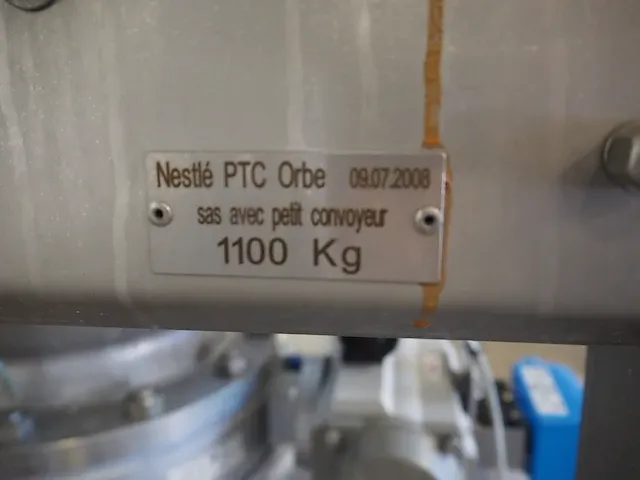 Nestlé PTC Orbe 09.07.2008
sas avec petit convoyeur
1100 Kg